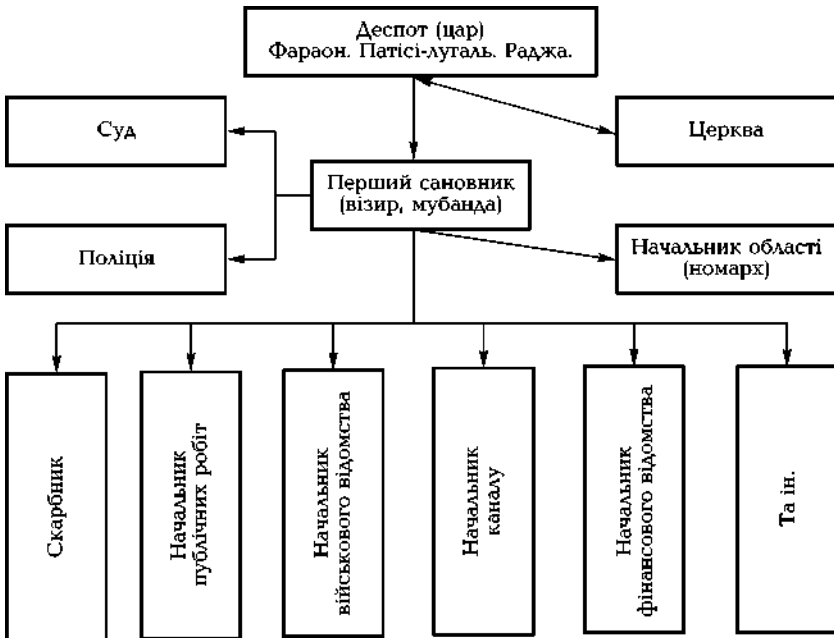 Деспот (цар)
Фараон. Патісі-лугаль. Раджа.
Суд
Церква
Перший сановник
(візир, мубанда)
Поліція
Начальник області
(номарх)
Скарбник
Начальник
публічних робіт
Начальник
військового відомства
Начальник
каналу
Начальник
фінансового відомства
Та ін.